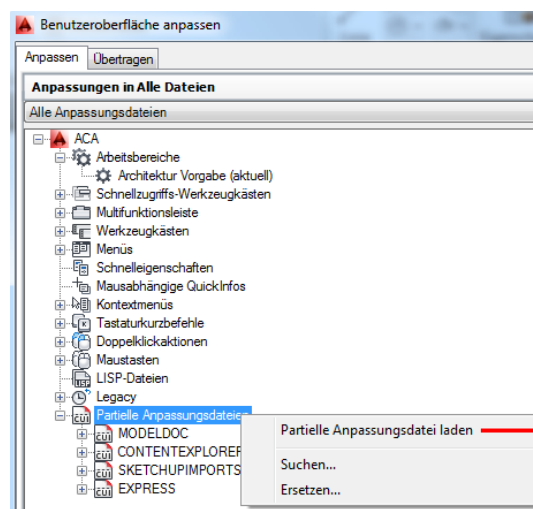 Benutzeroberfläche anpassen
Anpassen Übertragen
Anpassungen in Alle Dateien
Alle Anpassungsdateien
ACA
Arbeitsbereiche
Architektur Vorgabe (aktuell)
Schnellzugriffs-Werkzeugkästen
Multifunktionsleiste
Werkzeugkästen
Menüs
Schnelleigenschaften
Mausabhängige QuickInfos
Kontextmenüs
Tastaturkurzbefehle
Doppelklickaktionen
Maustasten
LISP-Dateien
Legacy
Partielle Anpassungsdateien
Partielle Anpassungsdatei laden
MODELDOC
CONTENTEXPLORER
SKETCHUPIMPORTS
Suchen...
EXPRESS
Ersetzen...